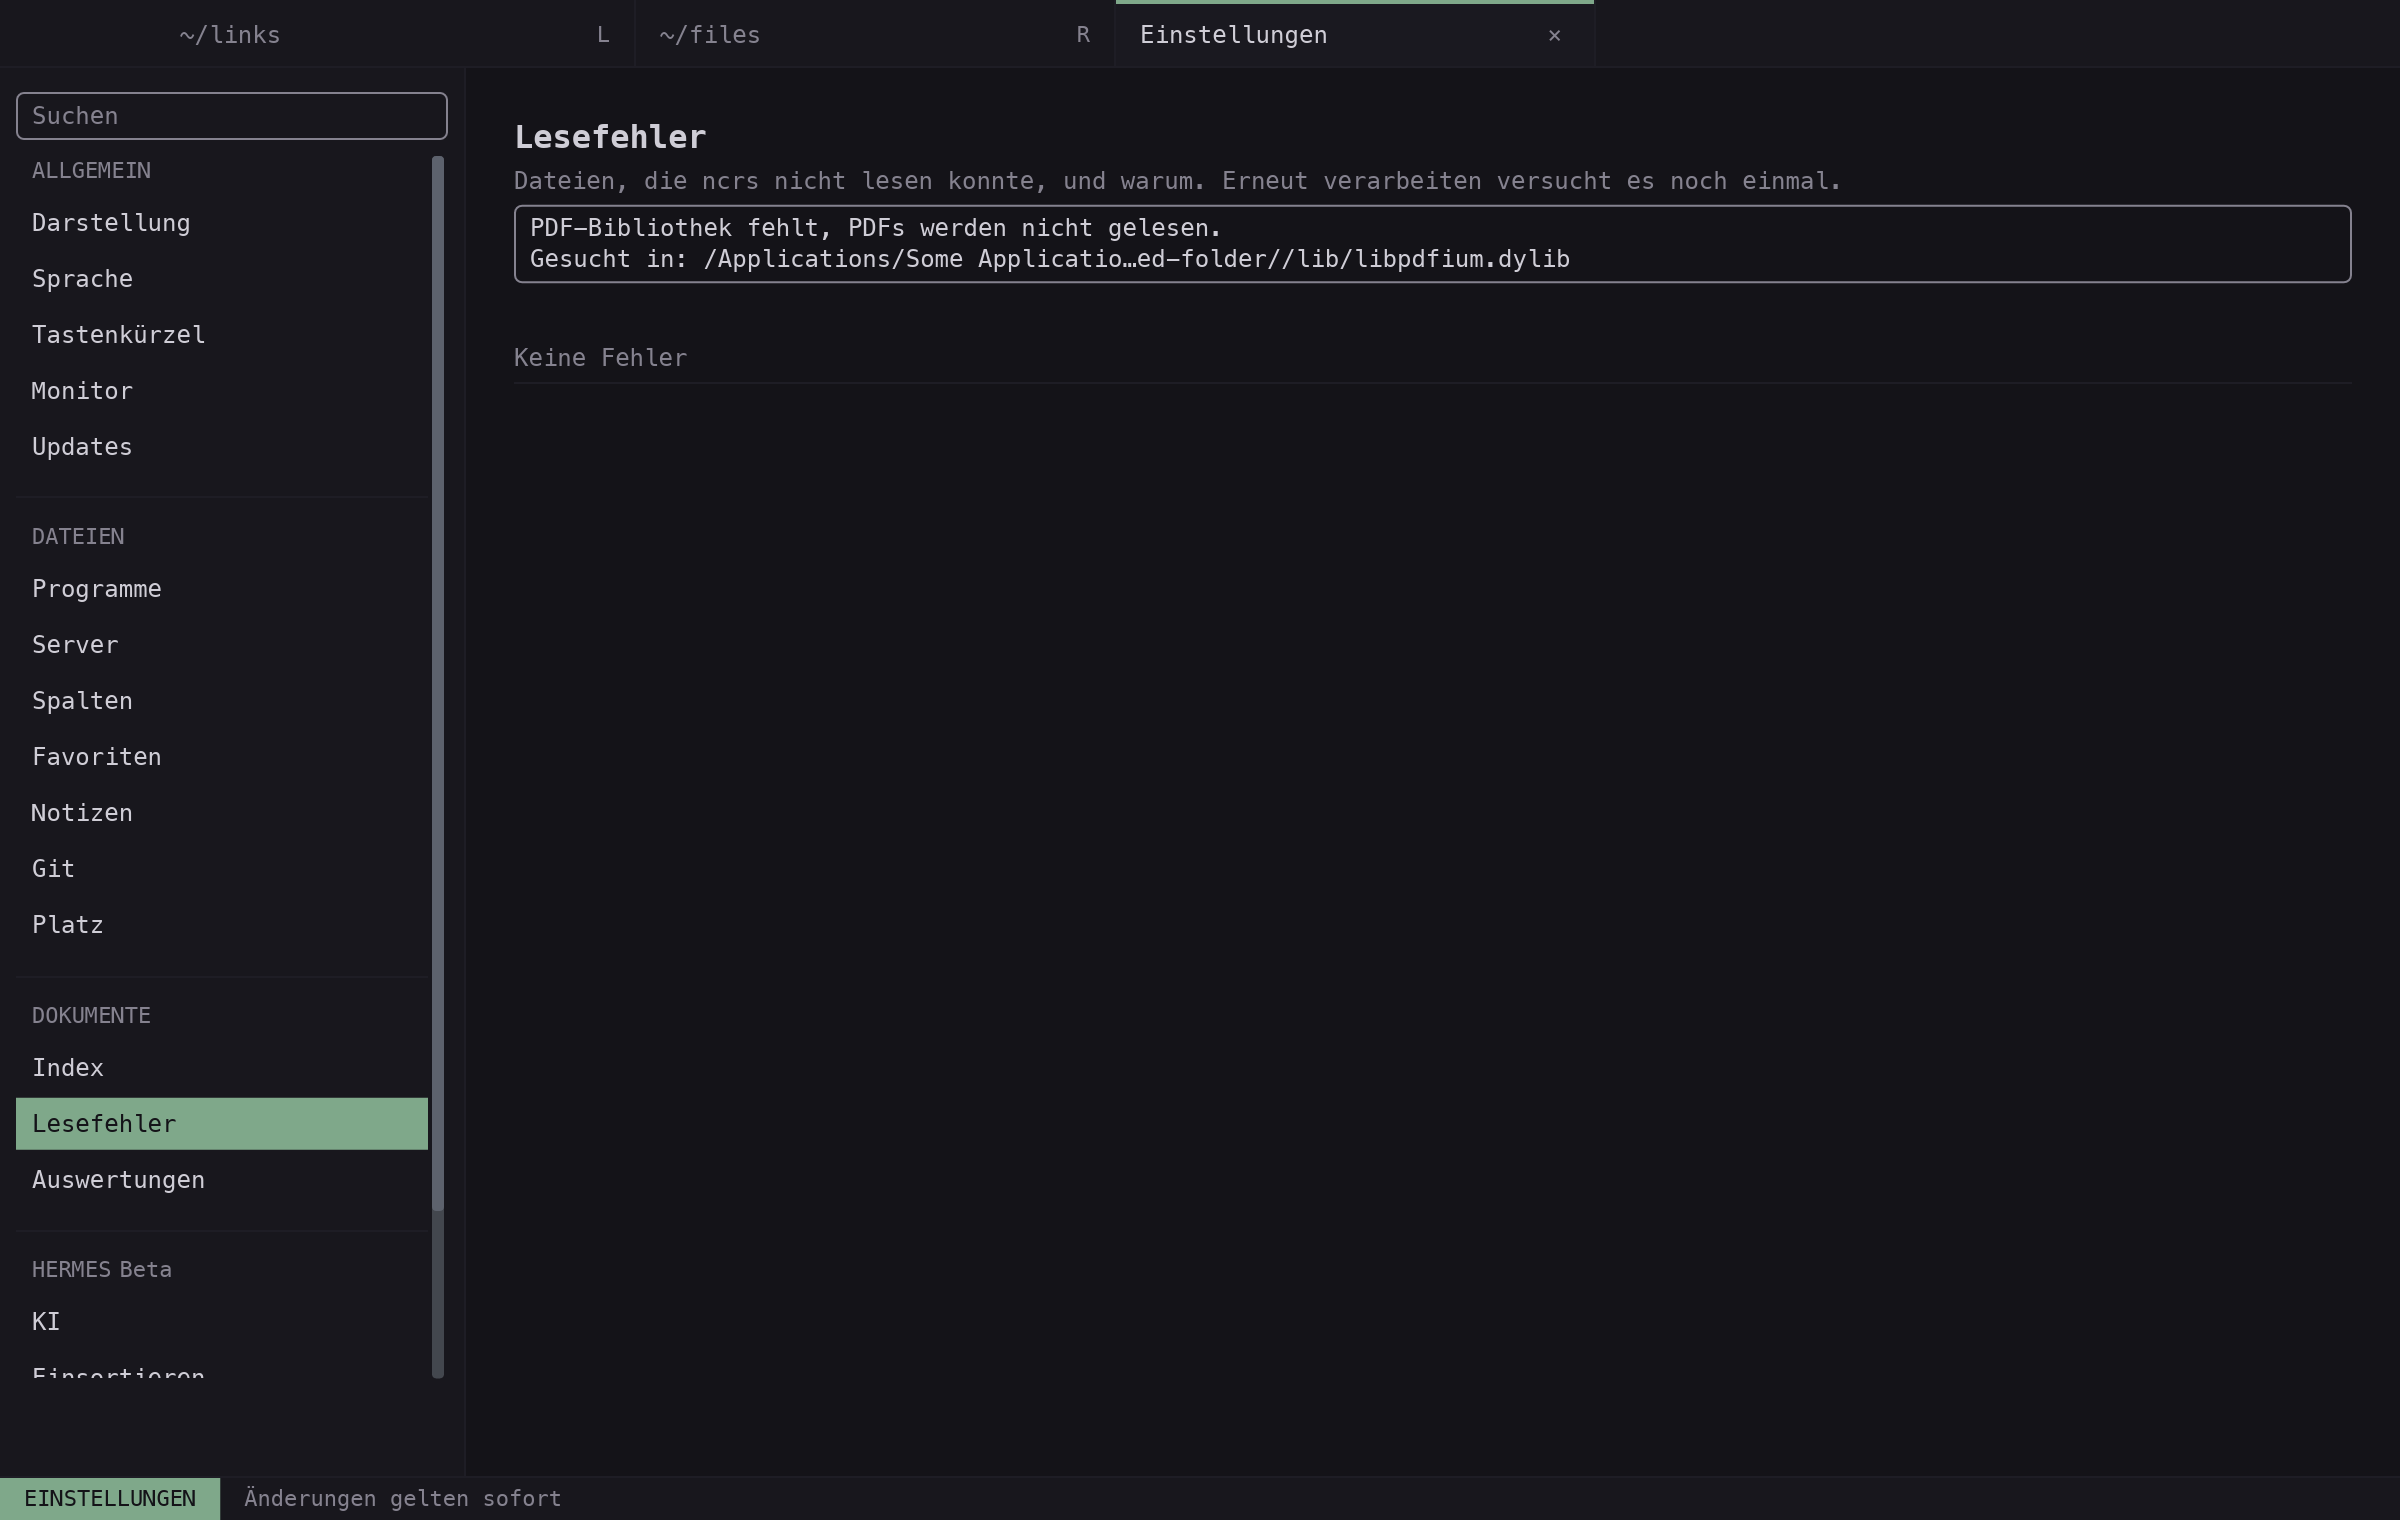 ~/links L ~/files R Einstellungen ×
Suchen
ALLGEMEIN
Darstellung
Sprache
Tastenkürzel
Monitor
Updates
DATEIEN
Programme
Server
Spalten
Favoriten
Notizen
Git
Platz
DOKUMENTE
Index
Lesefehler
Auswertungen
HERMES Beta
KI
Einsortieren
Lesefehler
Dateien, die ncrs nicht lesen konnte, und warum. Erneut verarbeiten versucht es noch einmal.
PDF-Bibliothek fehlt, PDFs werden nicht gelesen.
Gesucht in: /Applications/Some Applicatio…ed-folder//lib/libpdfium.dylib
Keine Fehler
EINSTELLUNGEN Änderungen gelten sofort